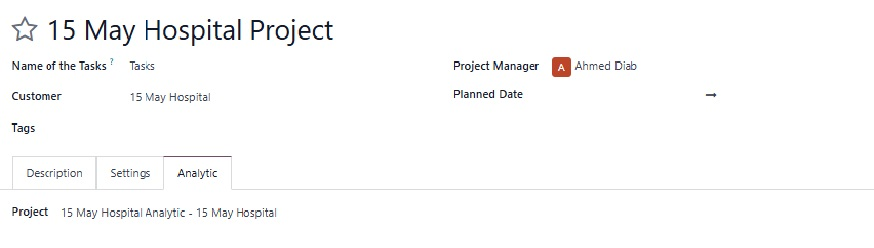 15 May Hospital Project
Name of the Tasks ? Tasks
Project Manager A Ahmed Diab
Customer 15 May Hospital
Planned Date →
Tags
Description Settings Analytic
Project 15 May Hospital Analytic - 15 May Hospital